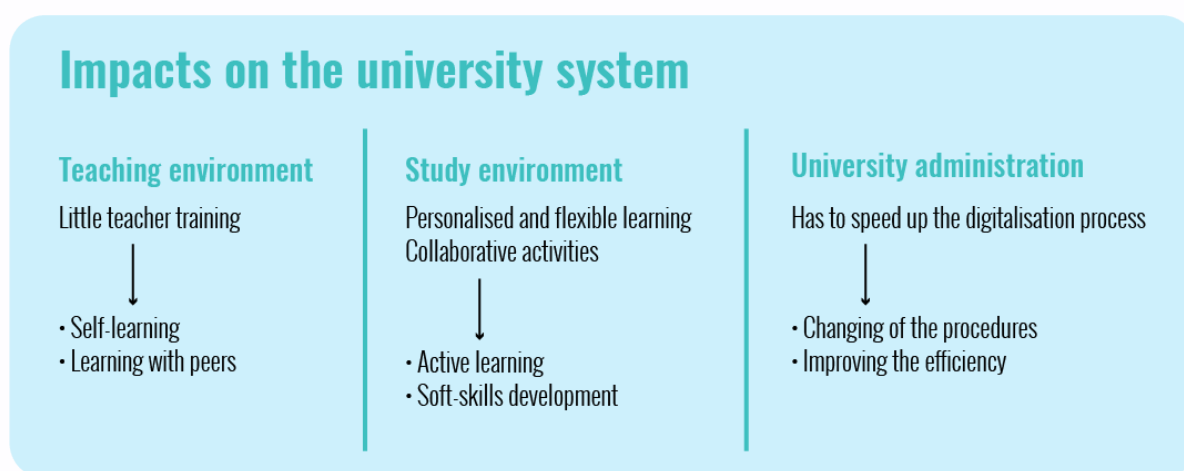 Impacts on the university system
Teaching environment
Little teacher training
• Self-learning
• Learning with peers
Study environment
Personalised and flexible learning
Collaborative activities
• Active learning
• Soft-skills development
University administration
Has to speed up the digitalisation process
• Changing of the procedures
• Improving the efficiency